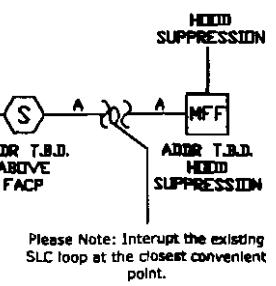 HOOD
SUPPRESSION
A
A
S
MFF
ADDR T.B.D.
ABOVE
FACP
ADDR T.B.D.
HOOD
SUPPRESSION
Please Note: Interupt the existing
SLC loop at the closest convenient
point.